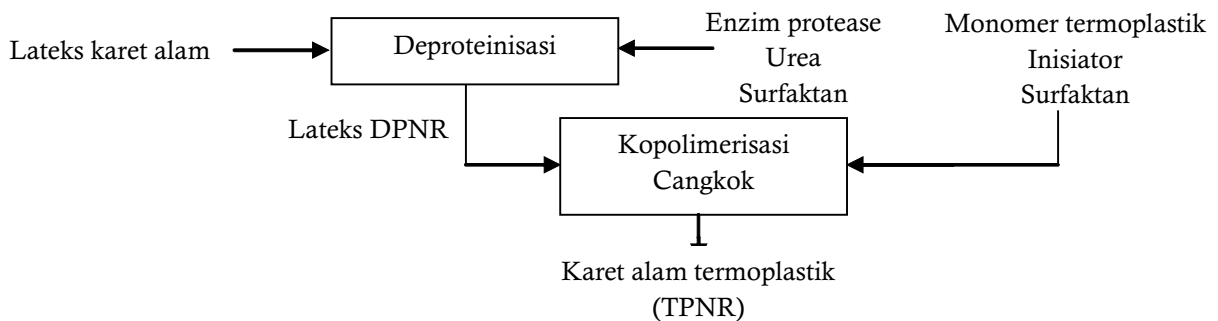 Lateks karet alam
Deproteinisasi
Enzim protease
Urea
Surfaktan
Monomer termoplastik
Inisiator
Surfaktan
Lateks DPNR
Kopolimerisasi
Cangkok
Karet alam termoplastik
(TPNR)